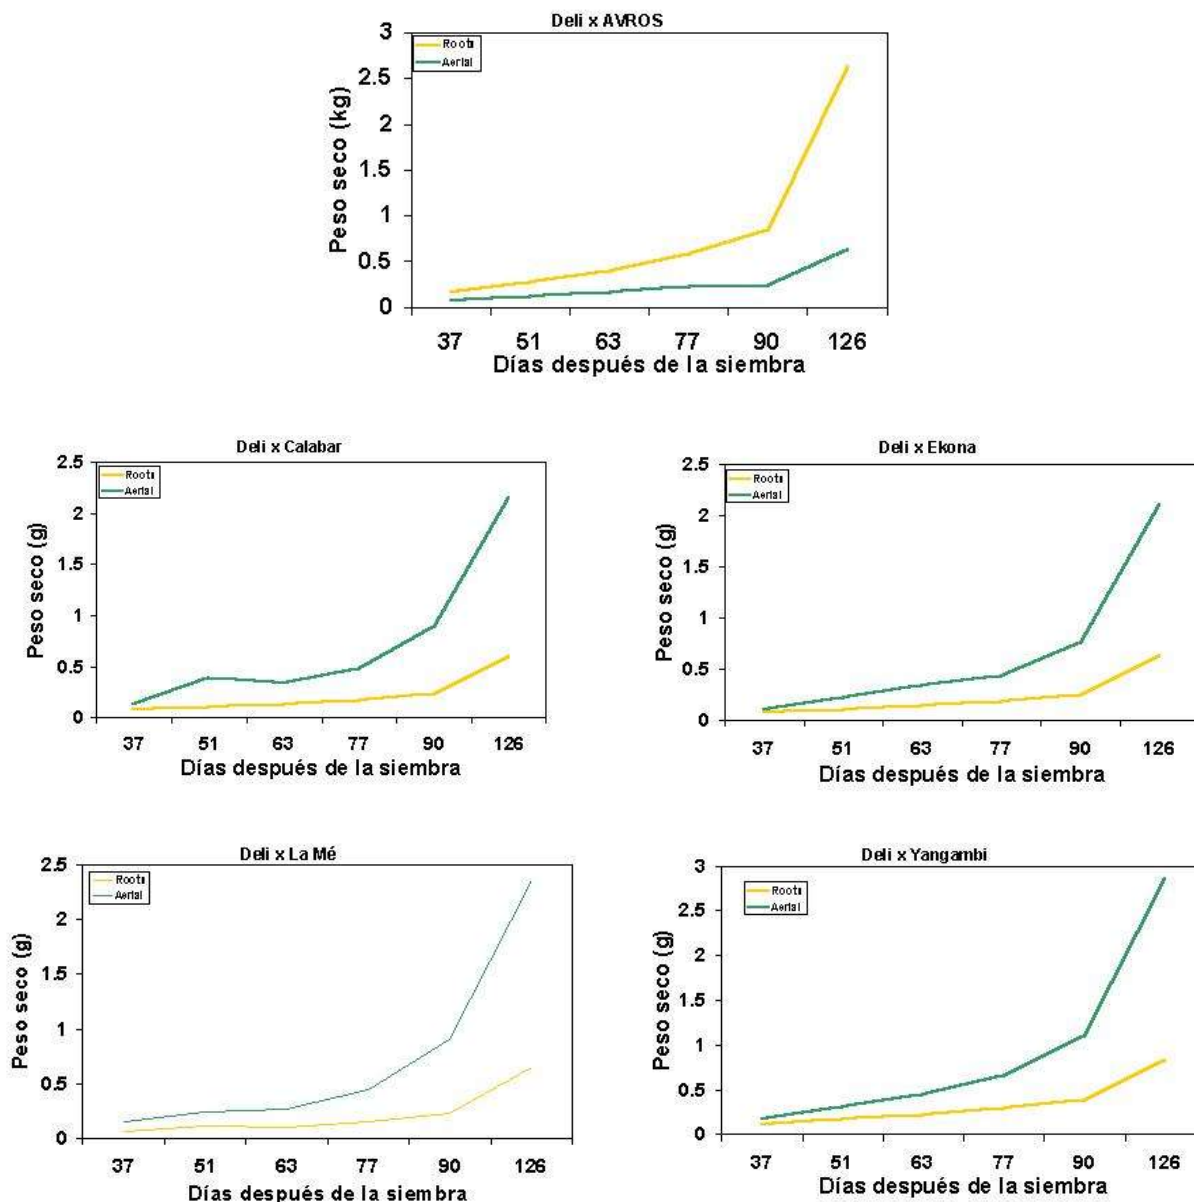 Deli x AVROS
3
Roots
Aerial
2.5
2
1.5
1
0.5
0
Peso seco (kg)
37 51 63 77 90 126
Días después de la siembra
Deli x Calabar
2.5
Roots
Aerial
2
1.5
1
0.5
0
Peso seco (g)
37 51 63 77 90 126
Días después de la siembra
Deli x Ekona
2.5
Roots
Aerial
2
1.5
1
0.5
0
Peso seco (g)
37 51 63 77 90 126
Días después de la siembra
Deli x La Mé
2.5
Roots
Aerial
2
1.5
1
0.5
0
Peso seco (g)
37 51 63 77 90 126
Días después de la siembra
Deli x Yangambi
3
Roots
Aerial
2.5
2
1.5
1
0.5
0
Peso seco (g)
37 51 63 77 90 126
Días después de la siembra